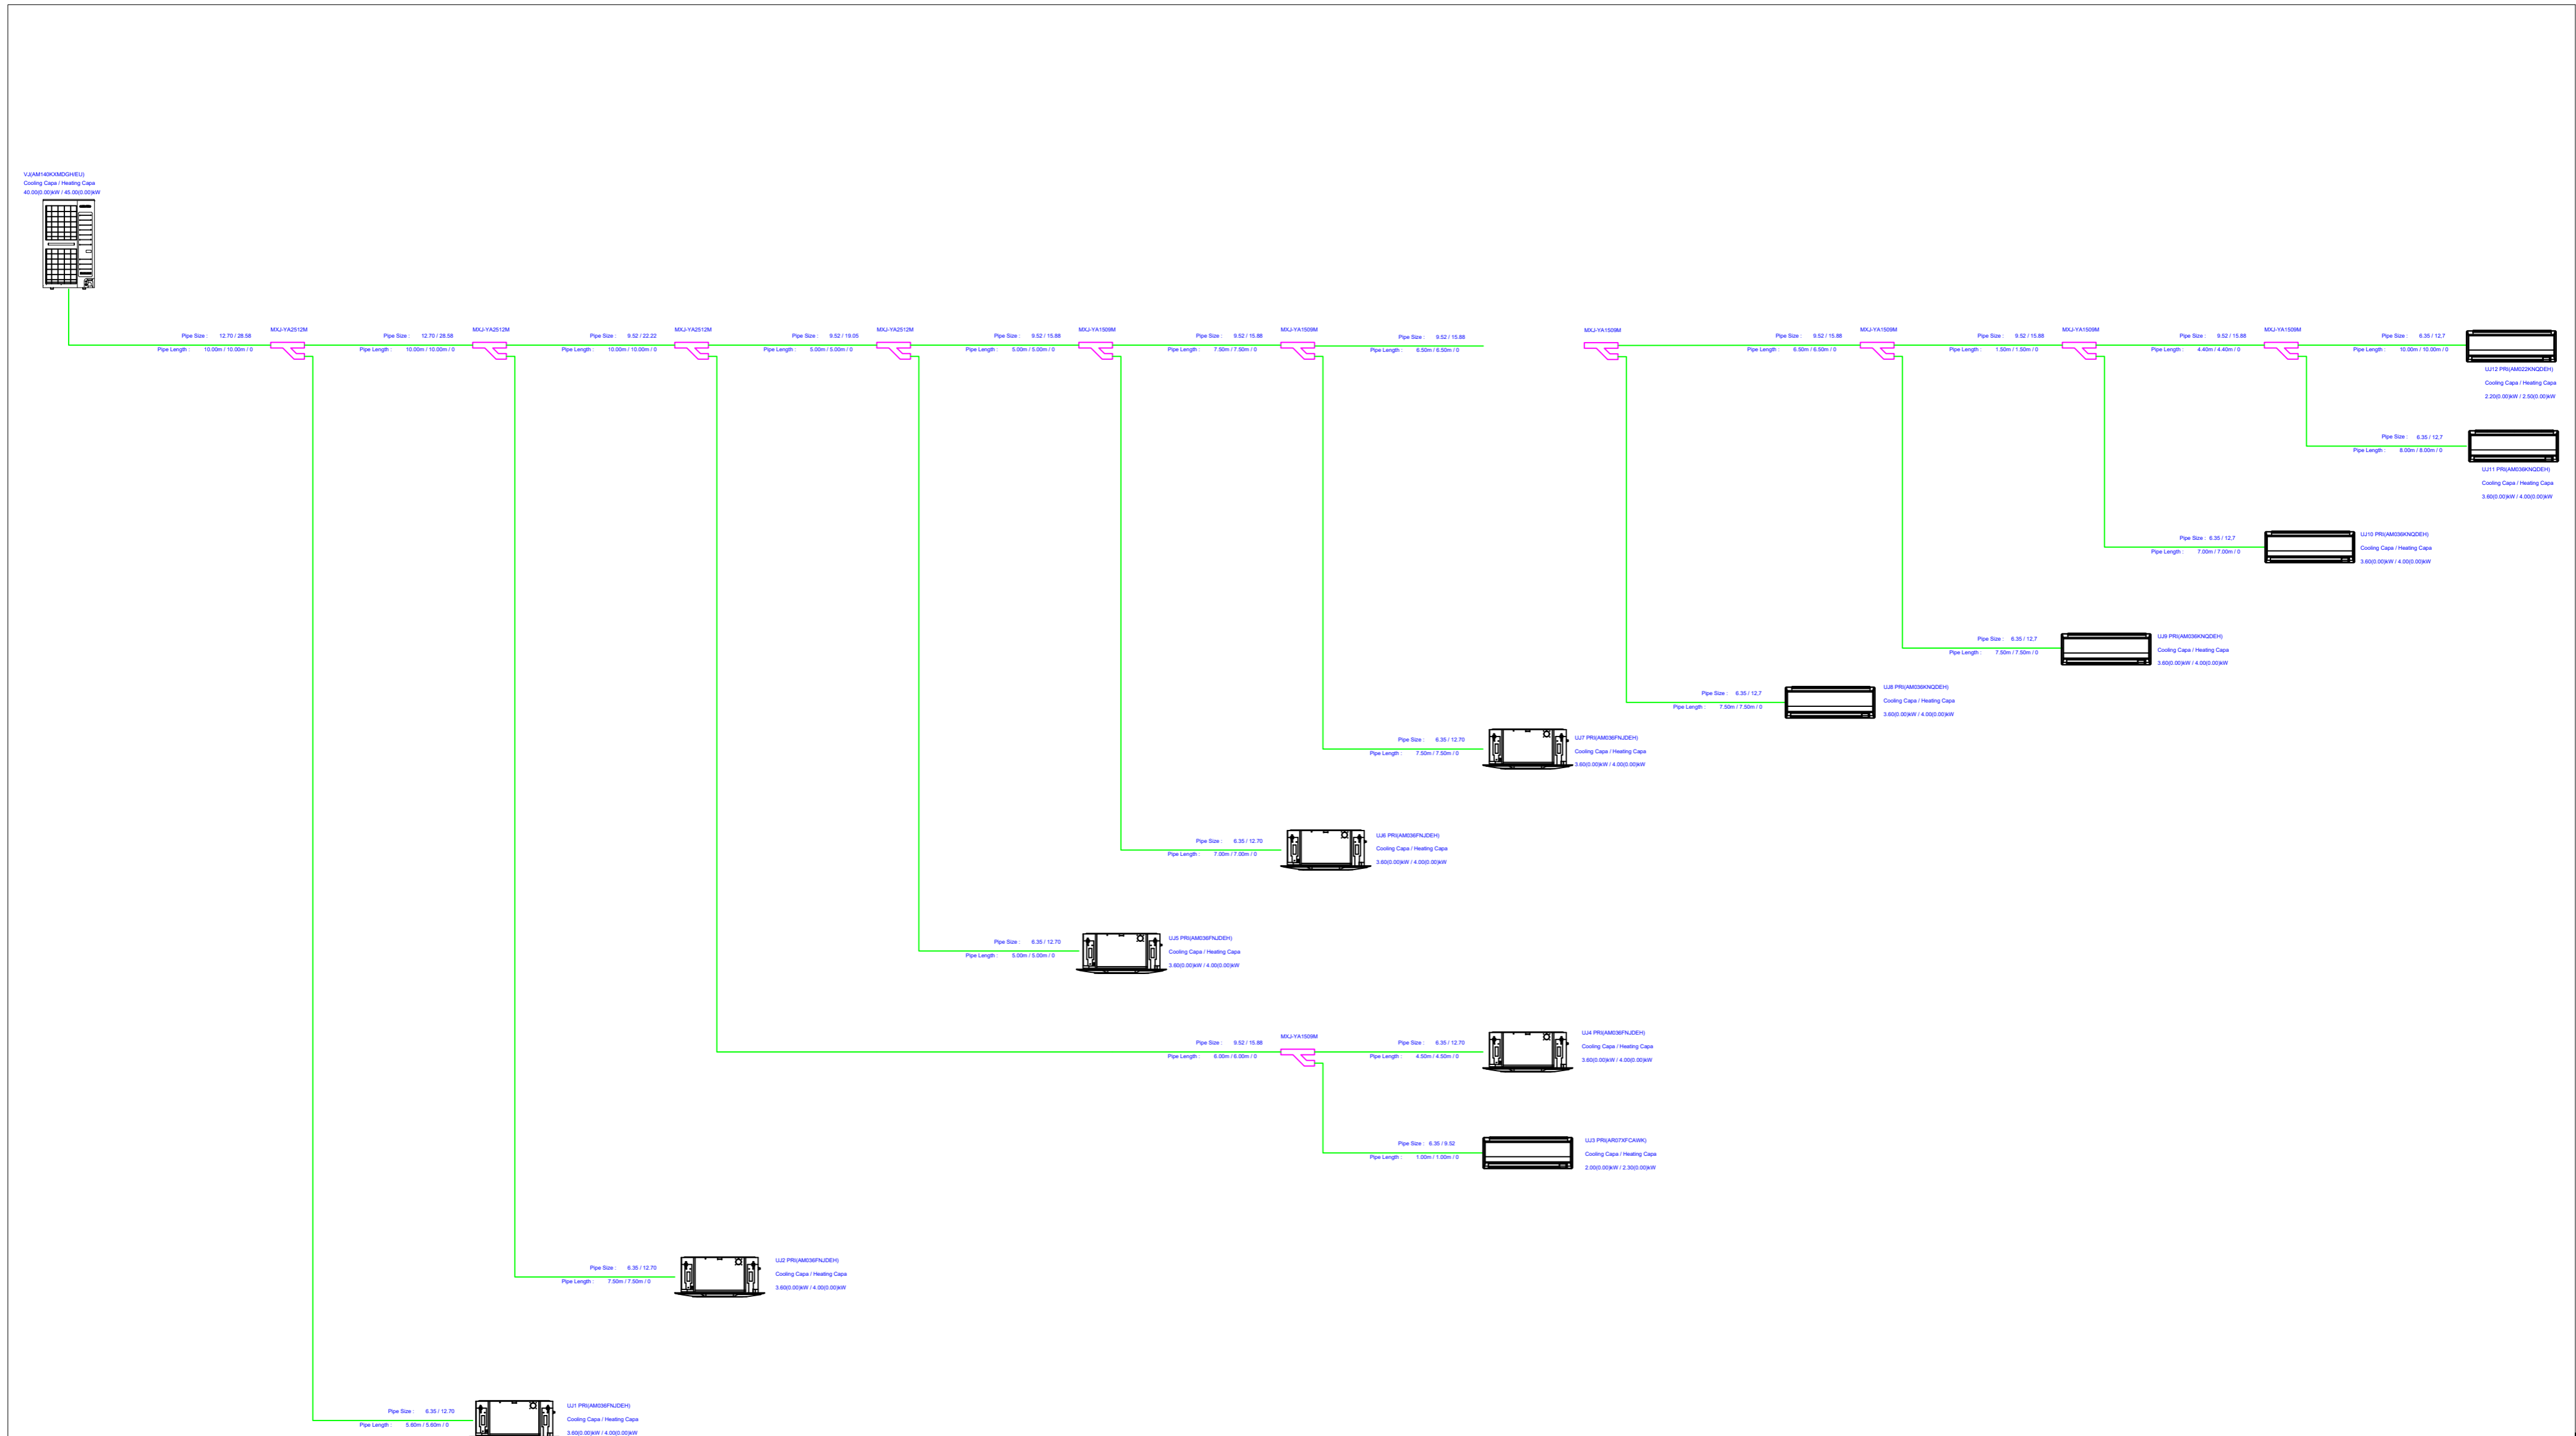 VJ(AM140KXMDGH/EU)
Cooling Capa / Heating Capa
40.00(0.00)kW / 45.00(0.00)kW
Pipe Size : 12.70 / 28.58
Pipe Length : 10.00m / 10.00m / 0
MXJ-YA2512M
Pipe Size : 12.70 / 28.58
Pipe Length : 10.00m / 10.00m / 0
MXJ-YA2512M
Pipe Size : 9.52 / 22.22
Pipe Length : 10.00m / 10.00m / 0
MXJ-YA2512M
Pipe Size : 9.52 / 19.05
Pipe Length : 5.00m / 5.00m / 0
MXJ-YA2512M
Pipe Size : 9.52 / 15.88
Pipe Length : 5.00m / 5.00m / 0
MXJ-YA1509M
Pipe Size : 9.52 / 15.88
Pipe Length : 7.50m / 7.50m / 0
MXJ-YA1509M
Pipe Size : 9.52 / 15.88
Pipe Length : 6.50m / 6.50m / 0
MXJ-YA1509M
Pipe Size : 9.52 / 15.88
Pipe Length : 6.50m / 6.50m / 0
MXJ-YA1509M
Pipe Size : 9.52 / 15.88
Pipe Length : 1.50m / 1.50m / 0
MXJ-YA1509M
Pipe Size : 9.52 / 15.88
Pipe Length : 4.40m / 4.40m / 0
MXJ-YA1509M
Pipe Size : 6.35 / 12,7
Pipe Length : 10.00m / 10.00m / 0
UJ12 PRI(AM022KNQDEH)
Cooling Capa / Heating Capa
2.20(0.00)kW / 2.50(0.00)kW
Pipe Size : 6.35 / 12,7
Pipe Length : 8.00m / 8.00m / 0
UJ11 PRI(AM036KNQDEH)
Cooling Capa / Heating Capa
3.60(0.00)kW / 4.00(0.00)kW
Pipe Size : 6.35 / 12,7
Pipe Length : 7.00m / 7.00m / 0
UJ10 PRI(AM036KNQDEH)
Cooling Capa / Heating Capa
3.60(0.00)kW / 4.00(0.00)kW
Pipe Size : 6.35 / 12,7
Pipe Length : 7.50m / 7.50m / 0
UJ9 PRI(AM036KNQDEH)
Cooling Capa / Heating Capa
3.60(0.00)kW / 4.00(0.00)kW
Pipe Size : 6.35 / 12,7
Pipe Length : 7.50m / 7.50m / 0
UJ8 PRI(AM036KNQDEH)
Cooling Capa / Heating Capa
3.60(0.00)kW / 4.00(0.00)kW
Pipe Size : 6.35 / 12.70
Pipe Length : 7.50m / 7.50m / 0
UJ7 PRI(AM036FNJDEH)
Cooling Capa / Heating Capa
3.60(0.00)kW / 4.00(0.00)kW
Pipe Size : 6.35 / 12.70
Pipe Length : 7.00m / 7.00m / 0
UJ6 PRI(AM036FNJDEH)
Cooling Capa / Heating Capa
3.60(0.00)kW / 4.00(0.00)kW
Pipe Size : 6.35 / 12.70
Pipe Length : 5.00m / 5.00m / 0
UJ5 PRI(AM036FNJDEH)
Cooling Capa / Heating Capa
3.60(0.00)kW / 4.00(0.00)kW
Pipe Size : 9.52 / 15.88
Pipe Length : 6.00m / 6.00m / 0
MXJ-YA1509M
Pipe Size : 6.35 / 12.70
Pipe Length : 4.50m / 4.50m / 0
UJ4 PRI(AM036FNJDEH)
Cooling Capa / Heating Capa
3.60(0.00)kW / 4.00(0.00)kW
Pipe Size : 6.35 / 9.52
Pipe Length : 1.00m / 1.00m / 0
UJ3 PRI(AR07XFCAWK)
Cooling Capa / Heating Capa
2.00(0.00)kW / 2.30(0.00)kW
Pipe Size : 6.35 / 12.70
Pipe Length : 7.50m / 7.50m / 0
UJ2 PRI(AM036FNJDEH)
Cooling Capa / Heating Capa
3.60(0.00)kW / 4.00(0.00)kW
Pipe Size : 6.35 / 12.70
Pipe Length : 5.60m / 5.60m / 0
UJ1 PRI(AM036FNJDEH)
Cooling Capa / Heating Capa
3.60(0.00)kW / 4.00(0.00)kW